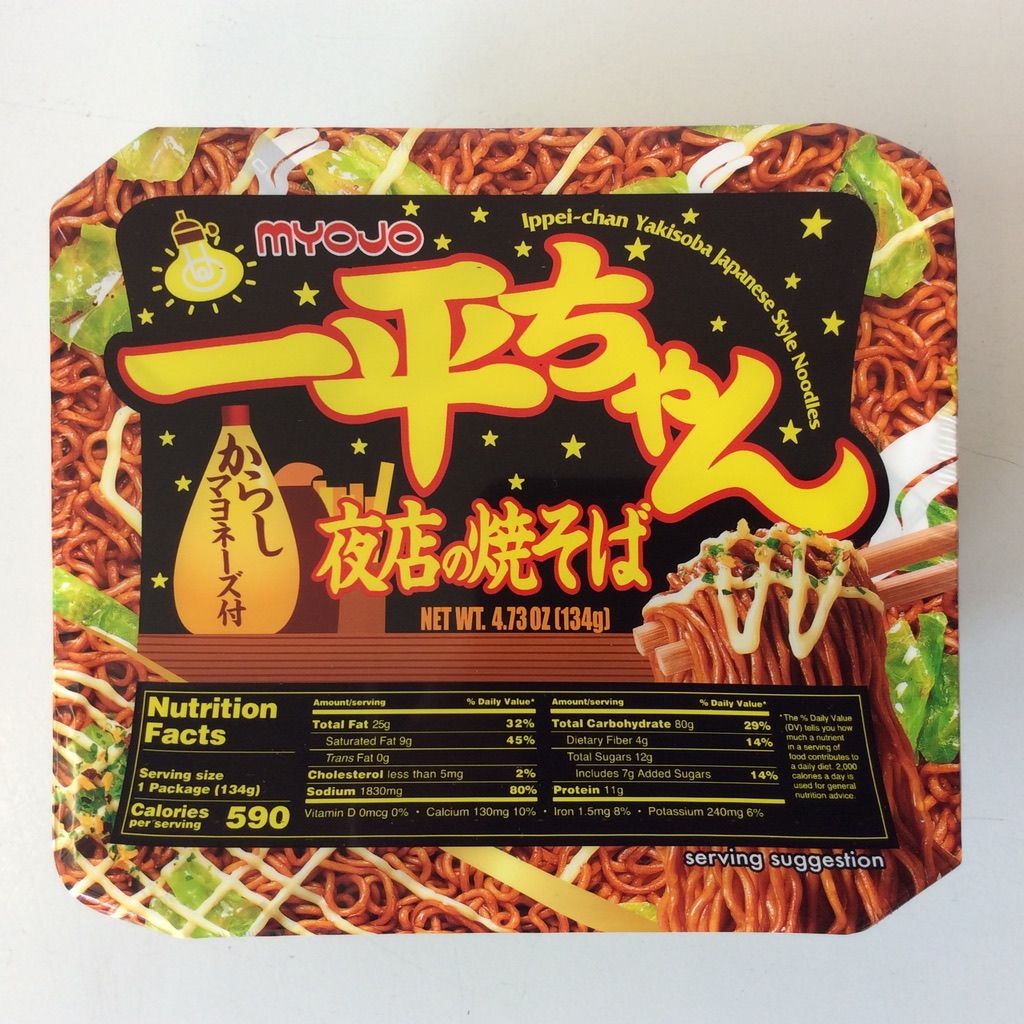 MYOJO
Ippei-chan Yakisoba Japanese Style Noodles
一平ちゃん
からし
マヨネーズ付
夜店の焼そば
NET WT. 4.73 OZ (134g)
Nutrition
Facts
Serving size
1 Package (134g)
Calories 590
per serving
Amount/serving % Daily Value*
Total Fat 25g 32%
Saturated Fat 9g 45%
Trans Fat 0g
Cholesterol less than 5mg 2%
Sodium 1830mg 80%
Amount/serving % Daily Value*
Total Carbohydrate 80g 29%
Dietary Fiber 4g 14%
Total Sugars 12g
Includes 7g Added Sugars 14%
Protein 11g
Vitamin D 0mcg 0% · Calcium 130mg 10% · Iron 1.5mg 8% · Potassium 240mg 6%
*The % Daily Value
(DV) tells you how
much a nutrient
in a serving of
food contributes to
a daily diet. 2,000
calories a day is
used for general
nutrition advice.
serving suggestion